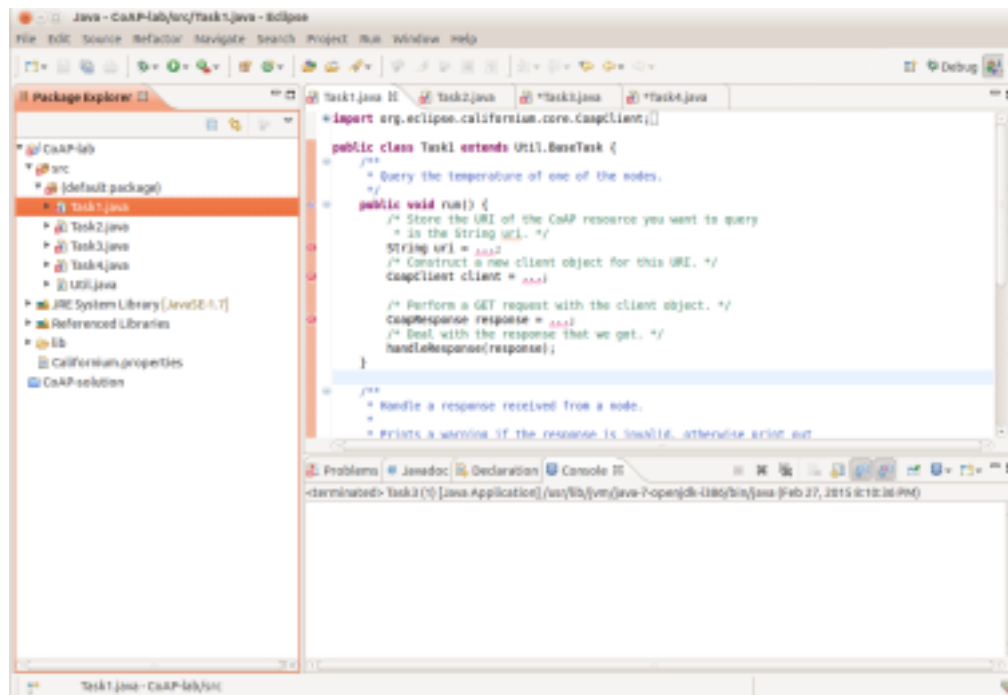 Java - CoAP-lab/src/Task1.java - Eclipse
File Edit Source Refactor Navigate Search Project Run Window Help
Debug
Package Explorer
Task1.java Task2.java *Task3.java *Task4.java
CoAP-lab
src
(default package)
Task1.java
Task2.java
Task3.java
Task4.java
Util.java
JRE System Library [JavaSE-1.7]
Referenced Libraries
lib
Californium.properties
CoAP-solution
import org.eclipse.californium.core.CoapClient;
public class Task1 extends Util.BaseTask {
/**
* Query the temperature of one of the nodes.
*/
public void run() {
/* Store the URI of the CoAP resource you want to query
* in the String uri. */
String uri = ...;
/* Construct a new client object for this URI. */
CoapClient client = ...;
/* Perform a GET request with the client object. */
CoapResponse response = ...;
/* Deal with the response that we get. */
handleResponse(response);
}
/**
* Handle a response received from a node.
*
* Prints a warning if the response is invalid, otherwise print out
Problems Javadoc Declaration Console
<terminated> Task3 (1) [Java Application] /usr/lib/jvm/java-7-openjdk-i386/bin/java (Feb 27, 2015 8:10:36 PM)
Task1.java - CoAP-lab/src